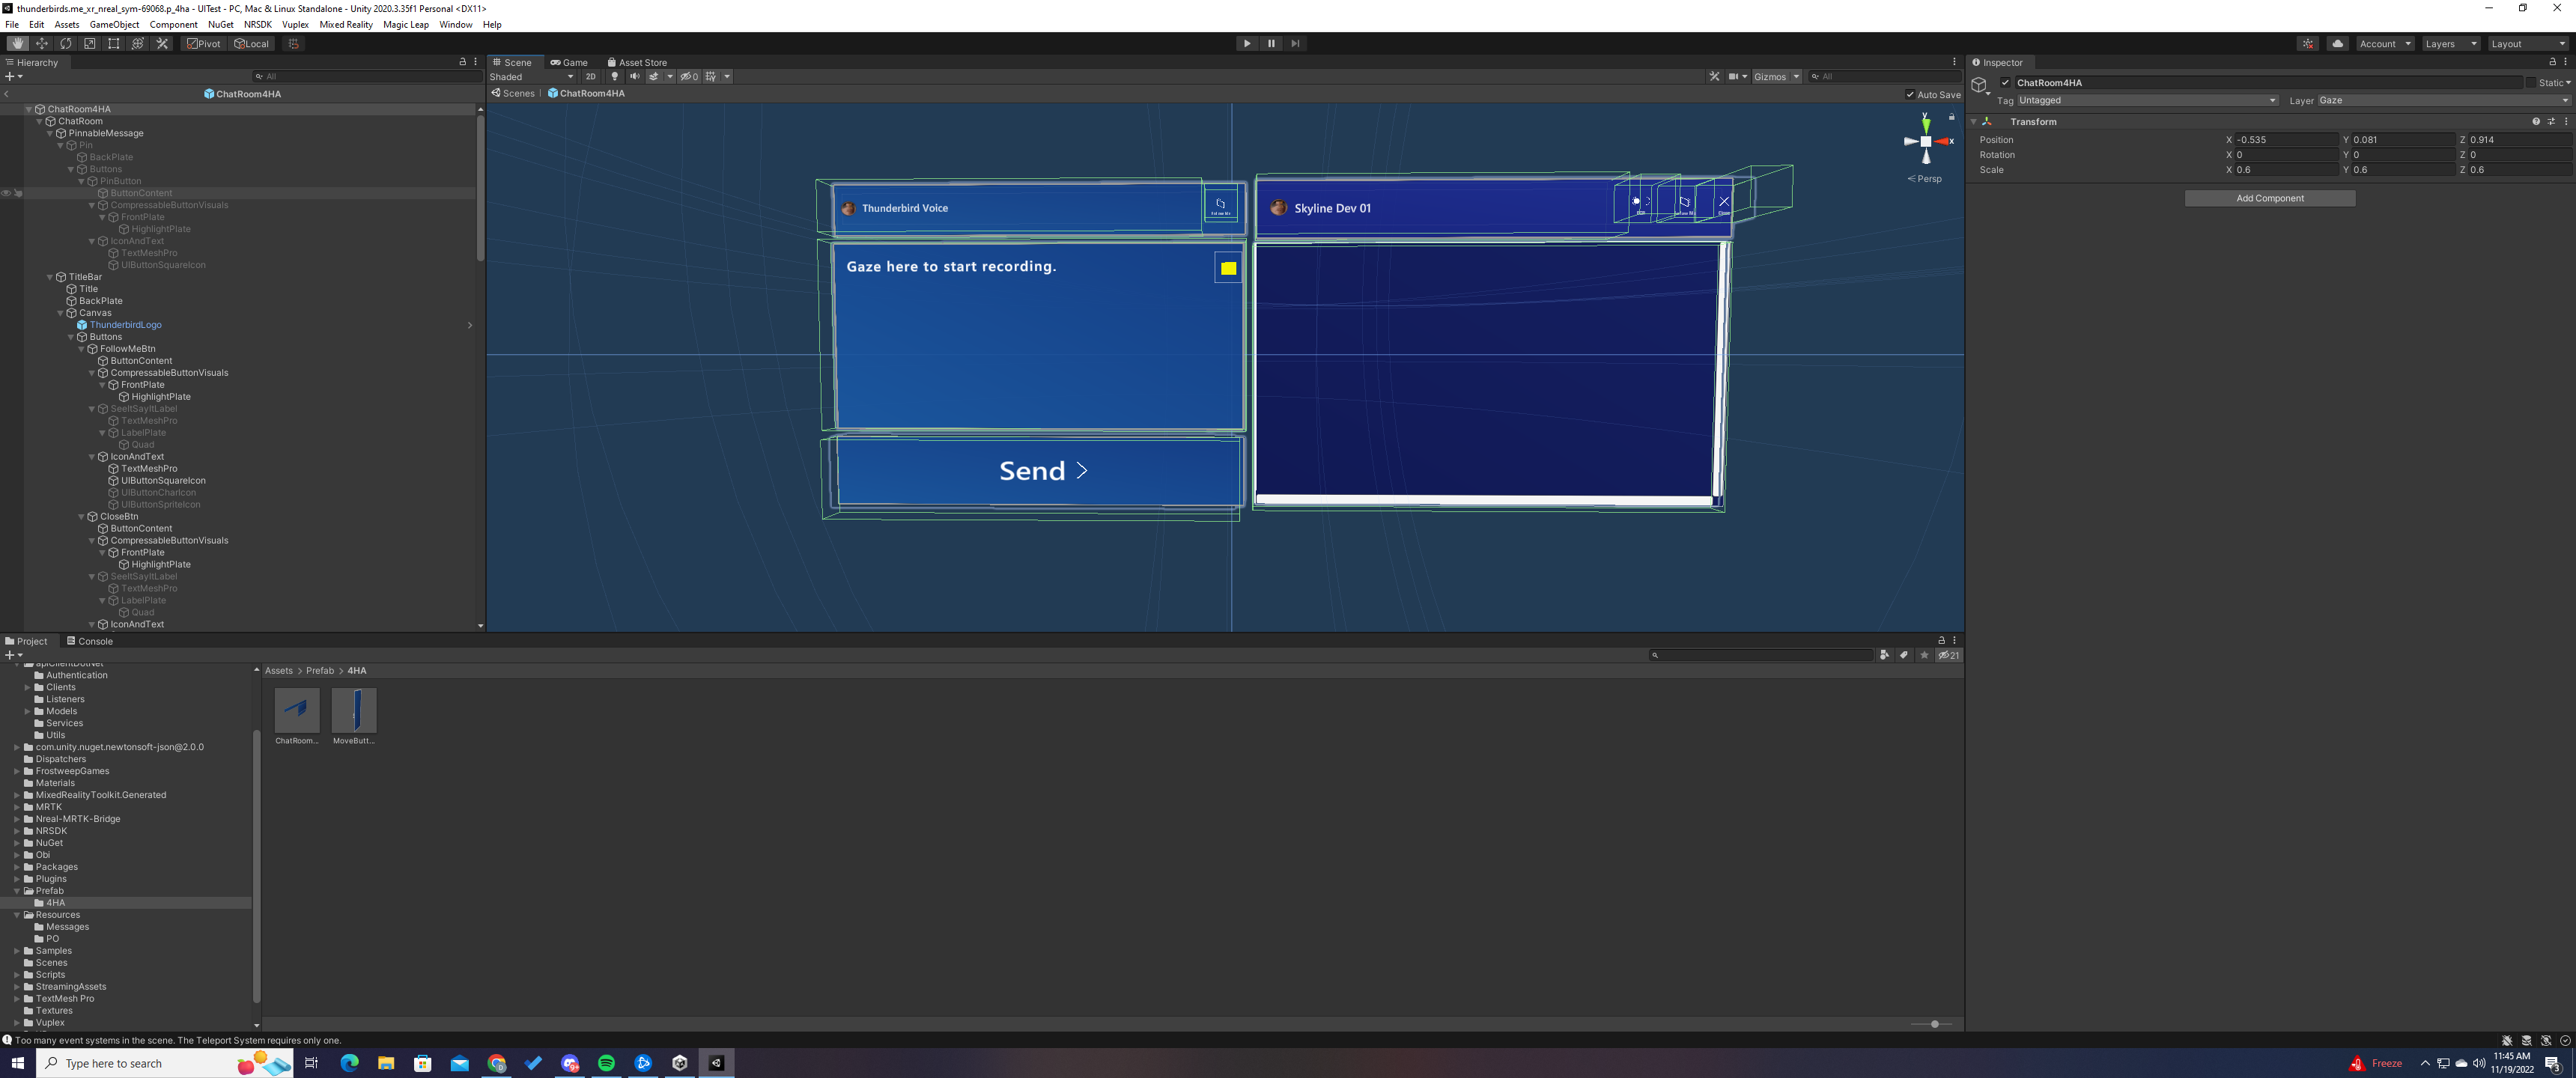 thunderbirds.me_xr_nreal_sym-69068.p_4ha - UITest - PC, Mac & Linux Standalone - Unity 2020.3.35f1 Personal <DX11>
File Edit Assets GameObject Component NuGet NRSDK Vuplex Mixed Reality Magic Leap Window Help
Pivot Local Account Layers Layout
Hierarchy
All
ChatRoom4HA
ChatRoom4HA
ChatRoom
PinnableMessage
Pin
BackPlate
Buttons
PinButton
ButtonContent
CompressableButtonVisuals
FrontPlate
HighlightPlate
IconAndText
TextMeshPro
UIButtonSquareIcon
TitleBar
Title
BackPlate
Canvas
ThunderbirdLogo
Buttons
FollowMeBtn
ButtonContent
CompressableButtonVisuals
FrontPlate
HighlightPlate
SeeItSayItLabel
TextMeshPro
LabelPlate
Quad
IconAndText
TextMeshPro
UIButtonSquareIcon
UIButtonCharIcon
UIButtonSpriteIcon
CloseBtn
ButtonContent
CompressableButtonVisuals
FrontPlate
HighlightPlate
SeeItSayItLabel
TextMeshPro
LabelPlate
Quad
IconAndText
Scene Game Asset Store
Shaded 2D 0 Gizmos All
Scenes | ChatRoom4HA Auto Save
y
x
< Persp
Thunderbird Voice
Skyline Dev 01
Gaze here to start recording.
Send >
Inspector
ChatRoom4HA Static
Tag Untagged Layer Gaze
Transform
Position X -0.535 Y 0.081 Z 0.914
Rotation X 0 Y 0 Z 0
Scale X 0.6 Y 0.6 Z 0.6
Add Component
Project Console
21
apiClientDotNet
Authentication
Clients
Listeners
Models
Services
Utils
com.unity.nuget.newtonsoft-json@2.0.0
Dispatchers
FrostweepGames
Materials
MixedRealityToolkit.Generated
MRTK
Nreal-MRTK-Bridge
NRSDK
NuGet
Obi
Packages
Plugins
Prefab
4HA
Resources
Messages
PO
Samples
Scenes
Scripts
StreamingAssets
TextMesh Pro
Textures
Vuplex
Assets > Prefab > 4HA
ChatRoom... MoveButt...
Too many event systems in the scene. The Teleport System requires only one.
Type here to search
Freeze
11:45 AM
11/19/2022
3